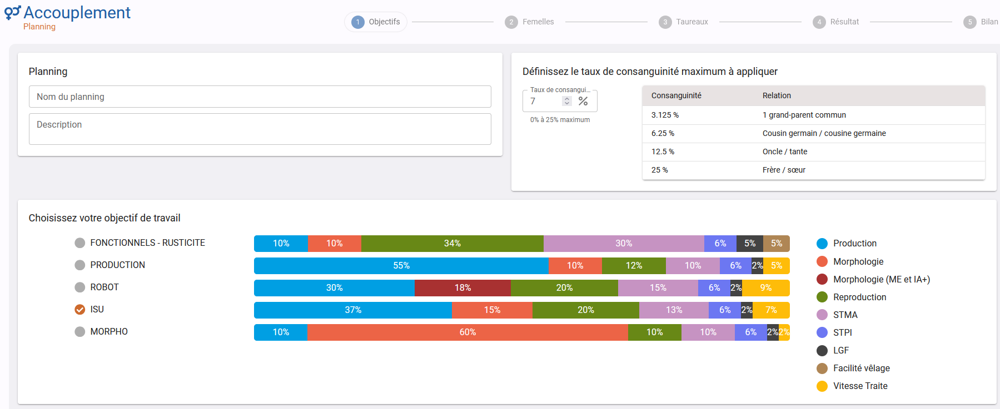 Accouplement
Planning
1 Objectifs
2 Femelles
3 Taureaux
4 Résultat
5 Bilan
Planning
Nom du planning
Description
Définissez le taux de consanguinité maximum à appliquer
Taux de consangui...
7 %
0% à 25% maximum
Consanguinité Relation
3.125 % 1 grand-parent commun
6.25 % Cousin germain / cousine germaine
12.5 % Oncle / tante
25 % Frère / sœur
Choisissez votre objectif de travail
FONCTIONNELS - RUSTICITE 10% 10% 34% 30% 6% 5% 5%
PRODUCTION 55% 10% 12% 10% 6% 2% 5%
ROBOT 30% 18% 20% 15% 6% 2% 9%
ISU 37% 15% 20% 13% 6% 2% 7%
MORPHO 10% 60% 10% 10% 6% 2% 2%
Production
Morphologie
Morphologie (ME et IA+)
Reproduction
STMA
STPI
LGF
Facilité vêlage
Vitesse Traite